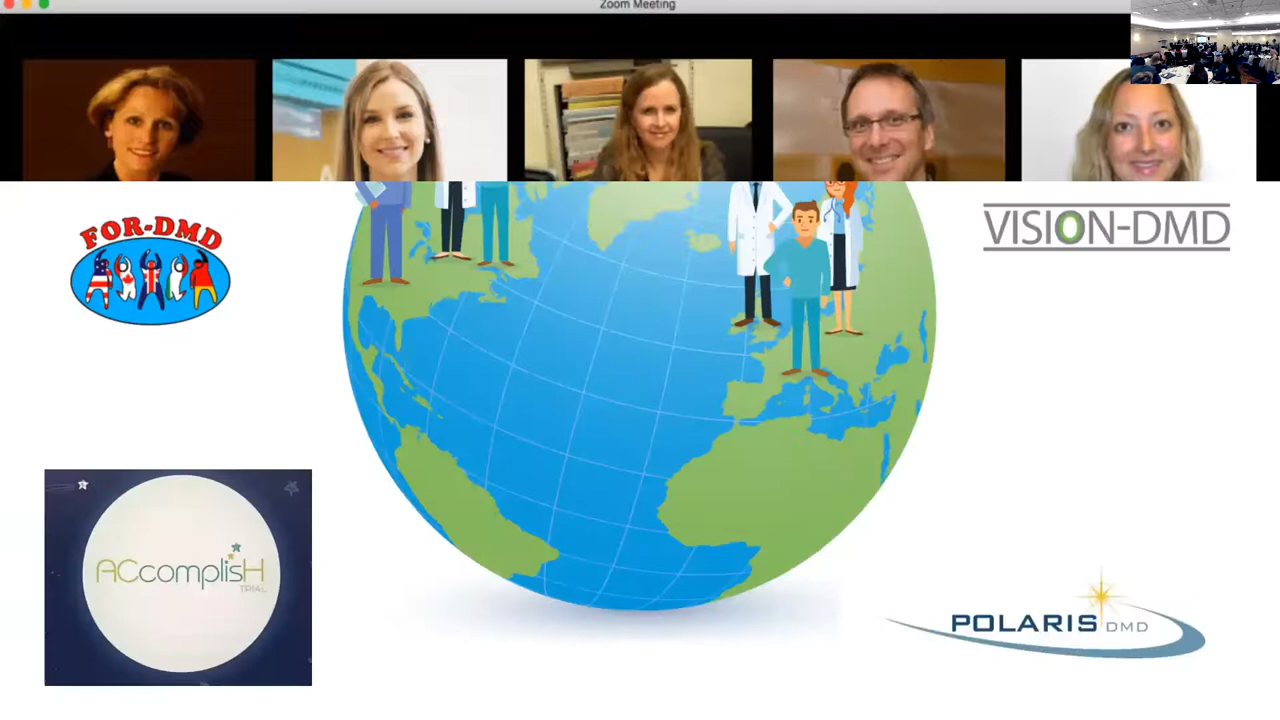 Zoom Meeting
FOR-DMD
VISION-DMD
ACcomplisH
TRIAL
POLARIS DMD